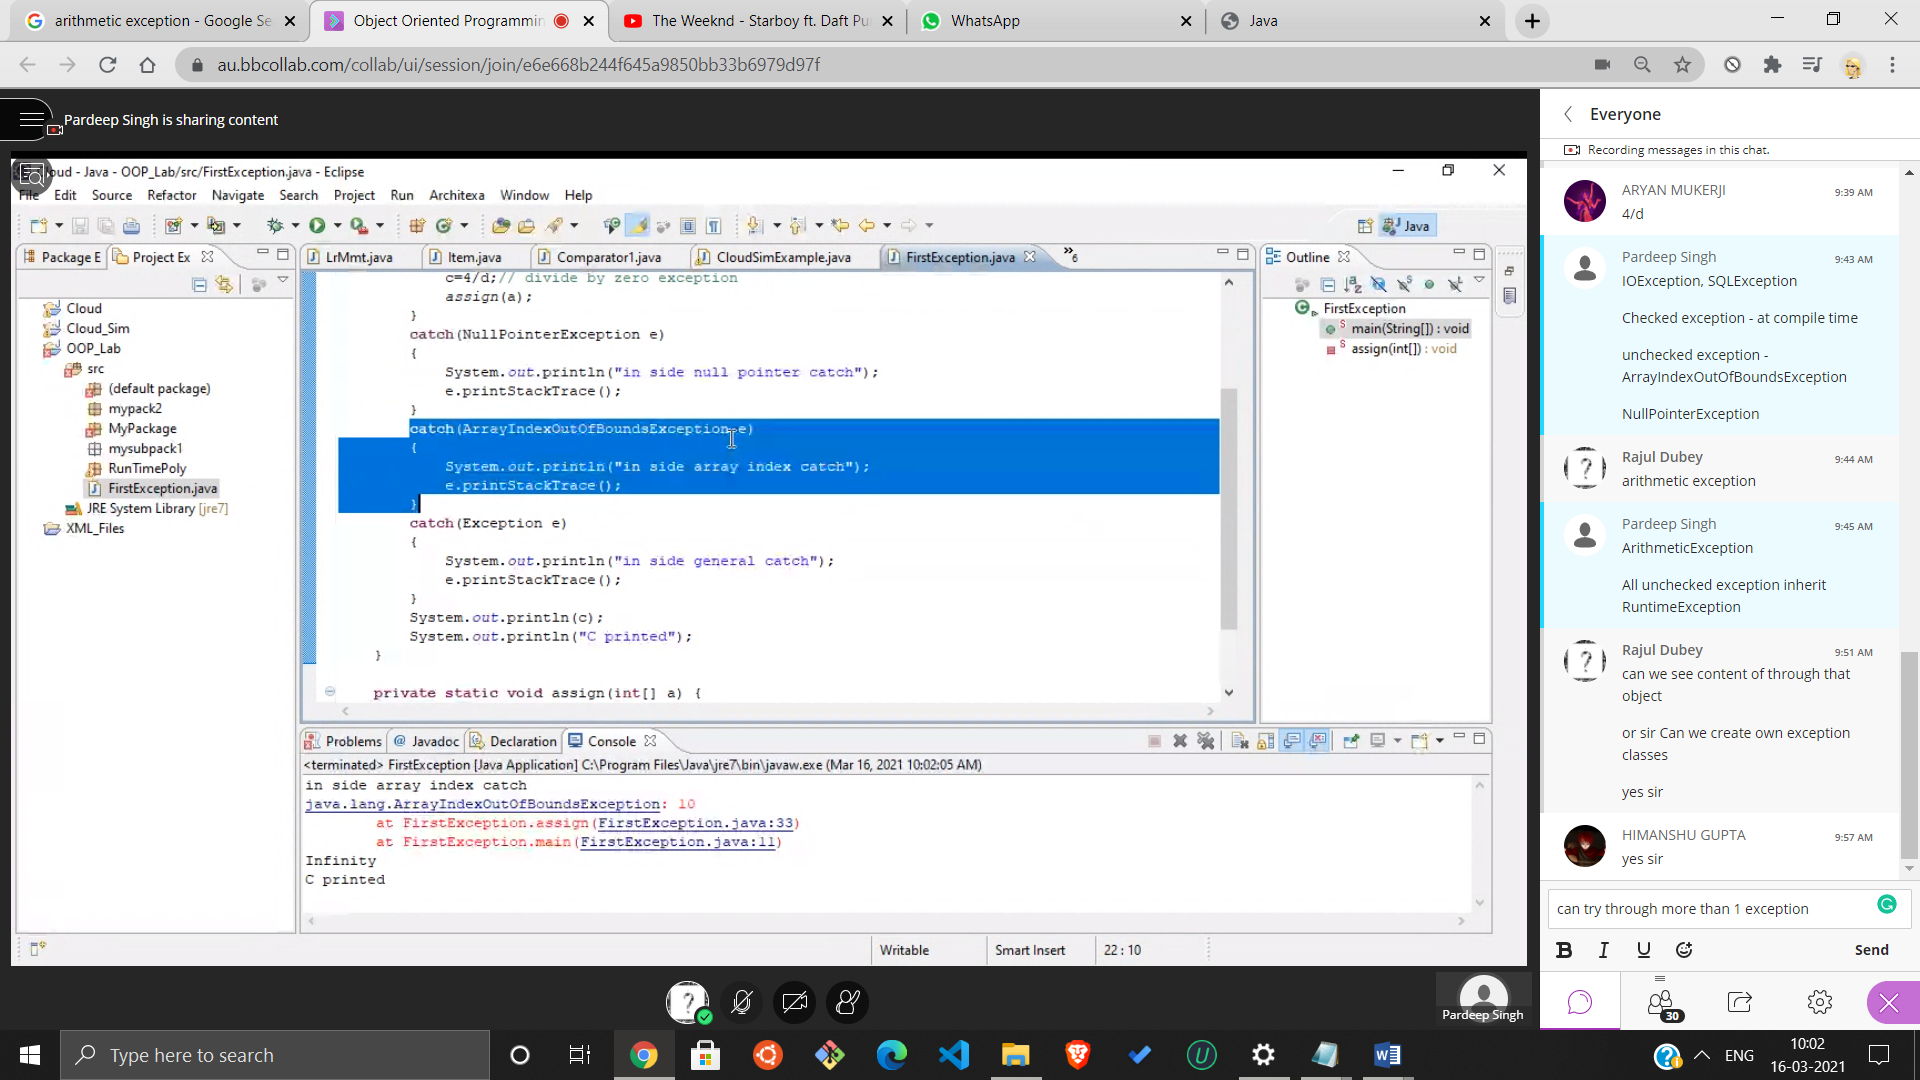 arithmetic exception - Google Se
Object Oriented Programmin
The Weeknd - Starboy ft. Daft Pu
WhatsApp
Java
au.bbcollab.com/collab/ui/session/join/e6e668b244f645a9850bb33b6979d97f
Pardeep Singh is sharing content
oud - Java - OOP_Lab/src/FirstException.java - Eclipse
File Edit Source Refactor Navigate Search Project Run Architexa Window Help
Java
Package E
Project Ex
LrMmt.java
Item.java
Comparator1.java
CloudSimExample.java
FirstException.java
6
Outline
Cloud
Cloud_Sim
OOP_Lab
src
(default package)
mypack2
MyPackage
mysubpack1
RunTimePoly
FirstException.java
JRE System Library [jre7]
XML_Files
c=4/d;// divide by zero exception
assign(a);
}
catch(NullPointerException e)
{
System.out.println("in side null pointer catch");
e.printStackTrace();
}
catch(ArrayIndexOutOfBoundsException e)
{
System.out.println("in side array index catch");
e.printStackTrace();
}
catch(Exception e)
{
System.out.println("in side general catch");
e.printStackTrace();
}
System.out.println(c);
System.out.println("C printed");
}
private static void assign(int[] a) {
FirstException
main(String[]) : void
assign(int[]) : void
Problems
@ Javadoc
Declaration
Console
<terminated> FirstException [Java Application] C:\Program Files\Java\jre7\bin\javaw.exe (Mar 16, 2021 10:02:05 AM)
in side array index catch
java.lang.ArrayIndexOutOfBoundsException: 10
at FirstException.assign(FirstException.java:33)
at FirstException.main(FirstException.java:11)
Infinity
C printed
Writable
Smart Insert
22 : 10
Everyone
Recording messages in this chat.
ARYAN MUKERJI
9:39 AM
4/d
Pardeep Singh
9:43 AM
IOException, SQLException
Checked exception - at compile time
unchecked exception -
ArrayIndexOutOfBoundsException
NullPointerException
Rajul Dubey
9:44 AM
arithmetic exception
Pardeep Singh
9:45 AM
ArithmeticException
All unchecked exception inherit
RuntimeException
Rajul Dubey
9:51 AM
can we see content of through that
object
or sir Can we create own exception
classes
yes sir
HIMANSHU GUPTA
9:57 AM
yes sir
can try through more than 1 exception
B I U
Send
30
Pardeep Singh
Type here to search
ENG
10:02
16-03-2021